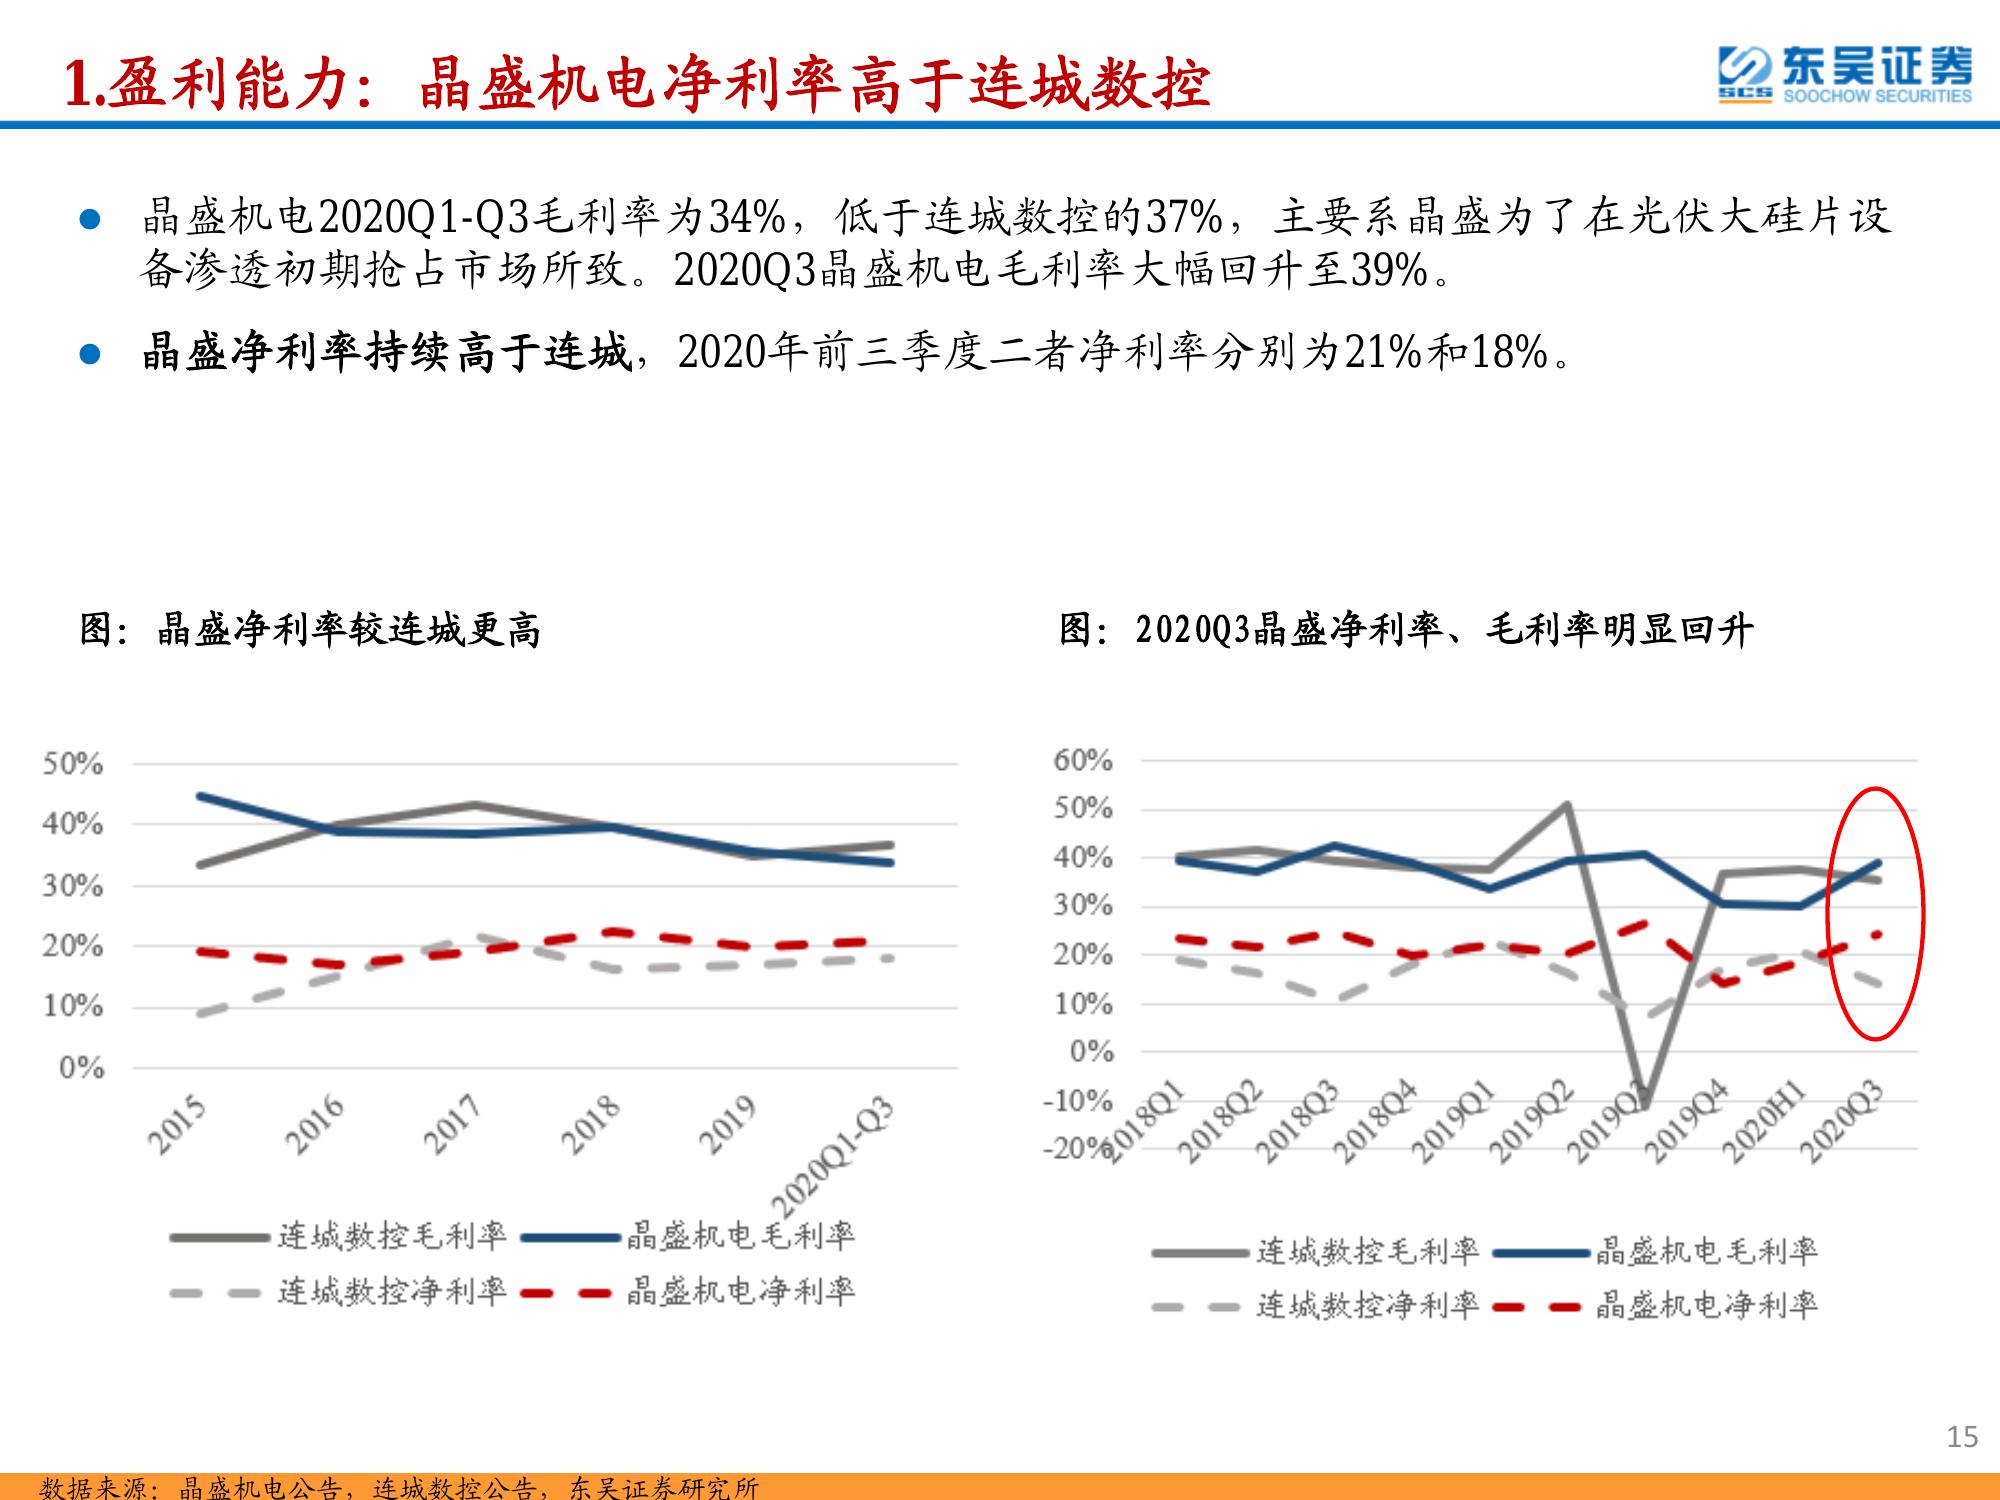 1.盈利能力：晶盛机电净利率高于连城数控
东吴证券
SCS
SOOCHOW SECURITIES
● 晶盛机电2020Q1-Q3毛利率为34%，低于连城数控的37%，主要系晶盛为了在光伏大硅片设
备渗透初期抢占市场所致。2020Q3晶盛机电毛利率大幅回升至39%。
● 晶盛净利率持续高于连城，2020年前三季度二者净利率分别为21%和18%。
图：晶盛净利率较连城更高
50%
40%
30%
20%
10%
0%
2015 2016 2017 2018 2019 2020Q1-Q3
连城数控毛利率 晶盛机电毛利率
连城数控净利率 晶盛机电净利率
图：2020Q3晶盛净利率、毛利率明显回升
60%
50%
40%
30%
20%
10%
0%
-10%
-20%
2018Q1 2018Q2 2018Q3 2018Q4 2019Q1 2019Q2 2019Q3 2019Q4 2020H1 2020Q3
连城数控毛利率 晶盛机电毛利率
连城数控净利率 晶盛机电净利率
15
数据来源：晶盛机电公告，连城数控公告，东吴证券研究所